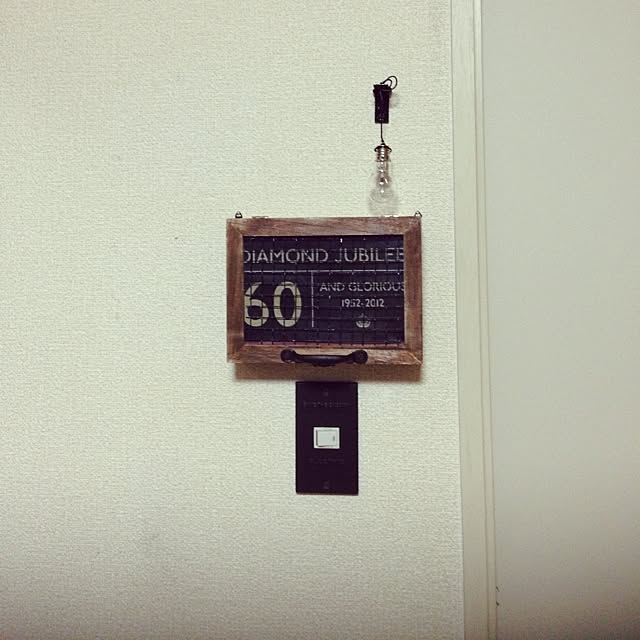 DIAMOND JUBILEE
60
AND GLORIOUS
1952-2012